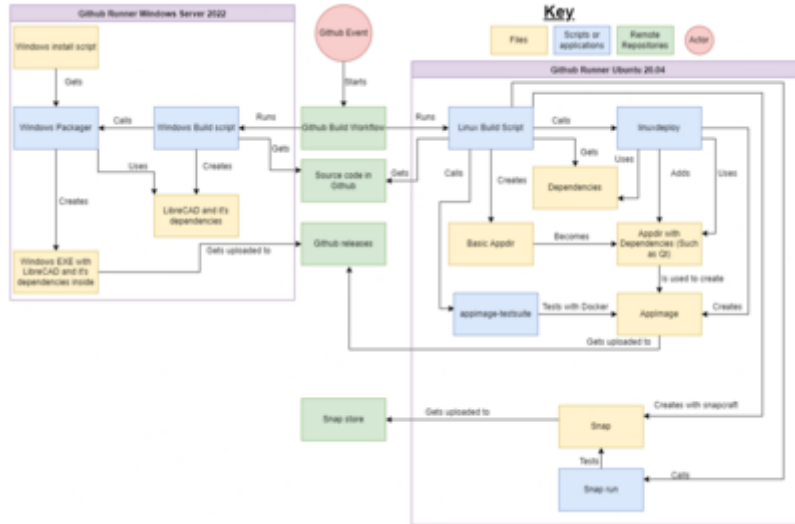 Github Runner Windows Server 2022
Windows install script
Gets
Windows Packager
Calls
Windows Build script
Runs
Uses
Creates
Gets
Creates
LibreCAD and it's
dependencies
Windows EXE with
LibreCAD and it's
dependencies inside
Gets uploaded to
Github Event
Starts
Github Build Workflow
Source code in
Github
Github releases
Snap store
Key
Files
Scripts or
applications
Remote
Repositories
Actor
Github Runner Ubuntu 20.04
Runs
Linux Build Script
Calls
linuxdeploy
Gets
Calls
Creates
Gets
Uses
Adds
Uses
Dependencies
Basic Appdir
Becomes
Appdir with
Dependencies (Such
as Qt)
Is used to create
appimage-testsuite
Tests with Docker
AppImage
Creates
Gets uploaded to
Creates with snapcraft
Gets uploaded to
Snap
Tests
Snap run
Calls